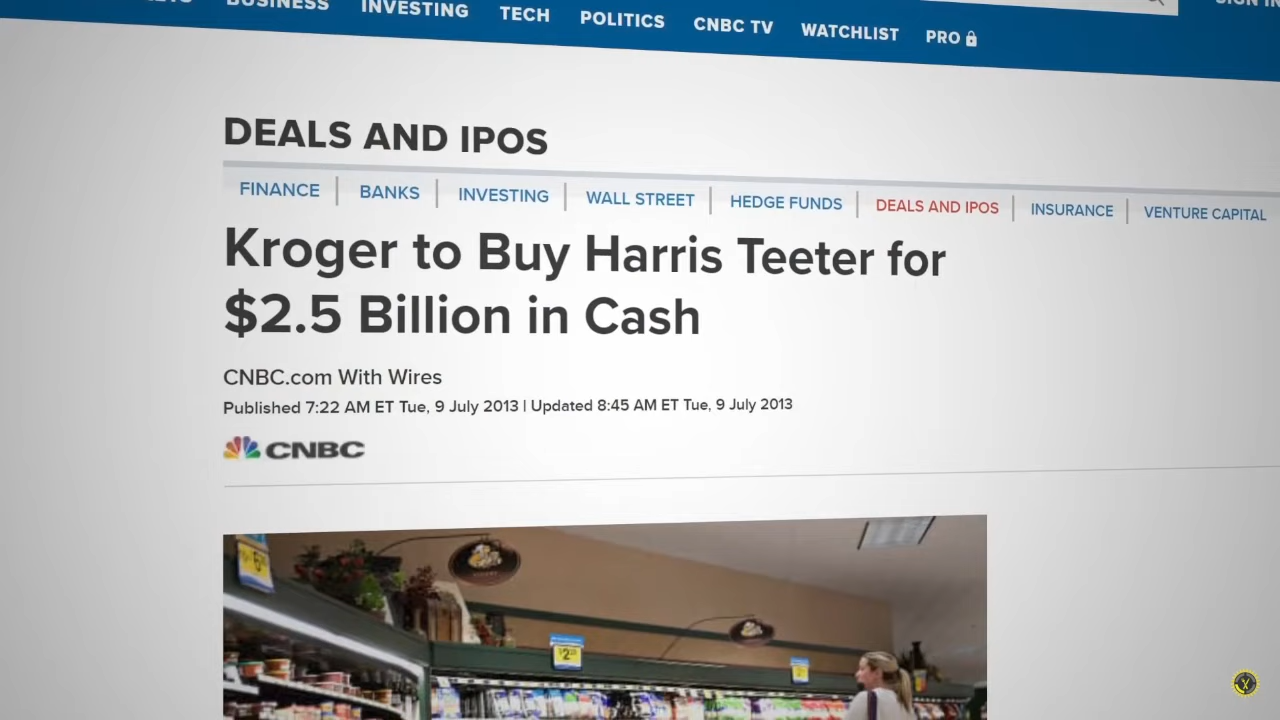 BUSINESS INVESTING TECH POLITICS CNBC TV WATCHLIST PRO
SIGN IN
DEALS AND IPOS
FINANCE | BANKS | INVESTING | WALL STREET | HEDGE FUNDS | DEALS AND IPOS | INSURANCE | VENTURE CAPITAL
Kroger to Buy Harris Teeter for
$2.5 Billion in Cash
CNBC.com With Wires
Published 7:22 AM ET Tue, 9 July 2013 | Updated 8:45 AM ET Tue, 9 July 2013
CNBC